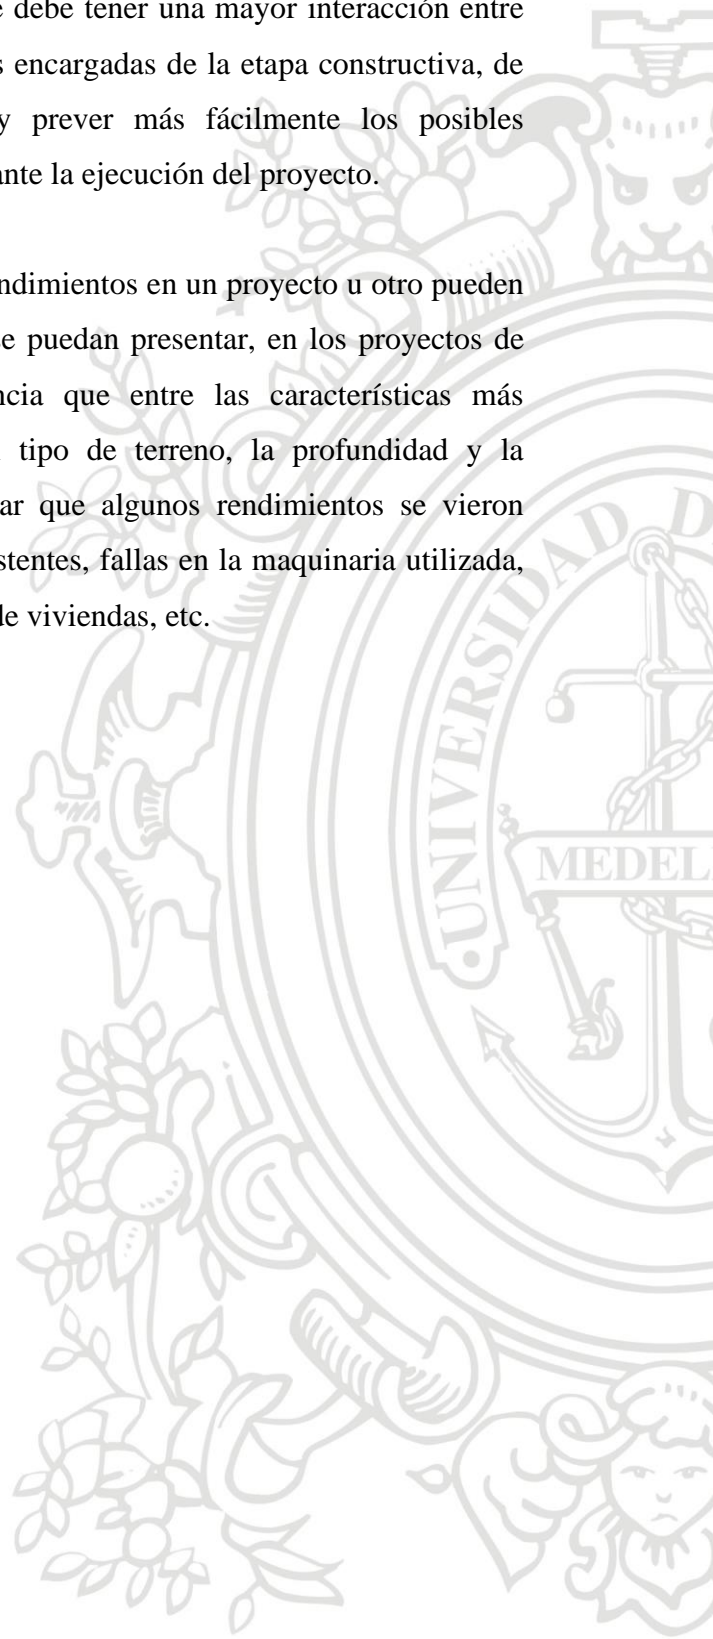 debe tener una mayor interacción entre
encargadas de la etapa constructiva, de
y prever más fácilmente los posibles
ante la ejecución del proyecto.
ndimientos en un proyecto u otro pueden
e puedan presentar, en los proyectos de
ncia que entre las características más
tipo de terreno, la profundidad y la
ar que algunos rendimientos se vieron
stentes, fallas en la maquinaria utilizada,
de viviendas, etc.
UNIVERSIDAD D
MEDEL